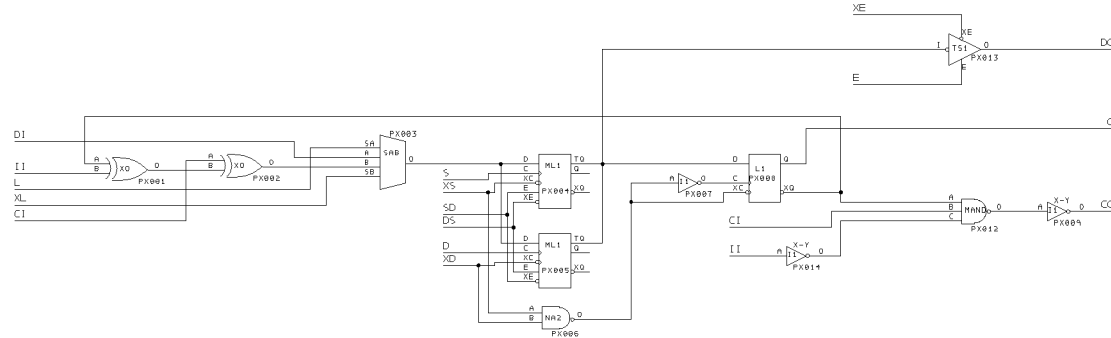 XE
XE
I
TS1
O
DO
PX013
E
E
PX003
DI
SA
SAB
A
O
B
SB
A
XO
O
B
PX001
A
XO
O
B
PX002
II
L
XL
CI
S
XS
SD
DS
D
XD
D
ML1
TQ
C
Q
XC
PX004
E
XQ
XE
D
ML1
TQ
C
Q
XC
PX005
E
XQ
XE
A
NA2
O
B
PX006
A
I1
O
PX007
D
L1
Q
C
PX008
XC
XQ
CI
II
A
X-Y
I1
O
PX014
A
B
MAND
O
C
PX012
X-Y
A
I1
O
PX009